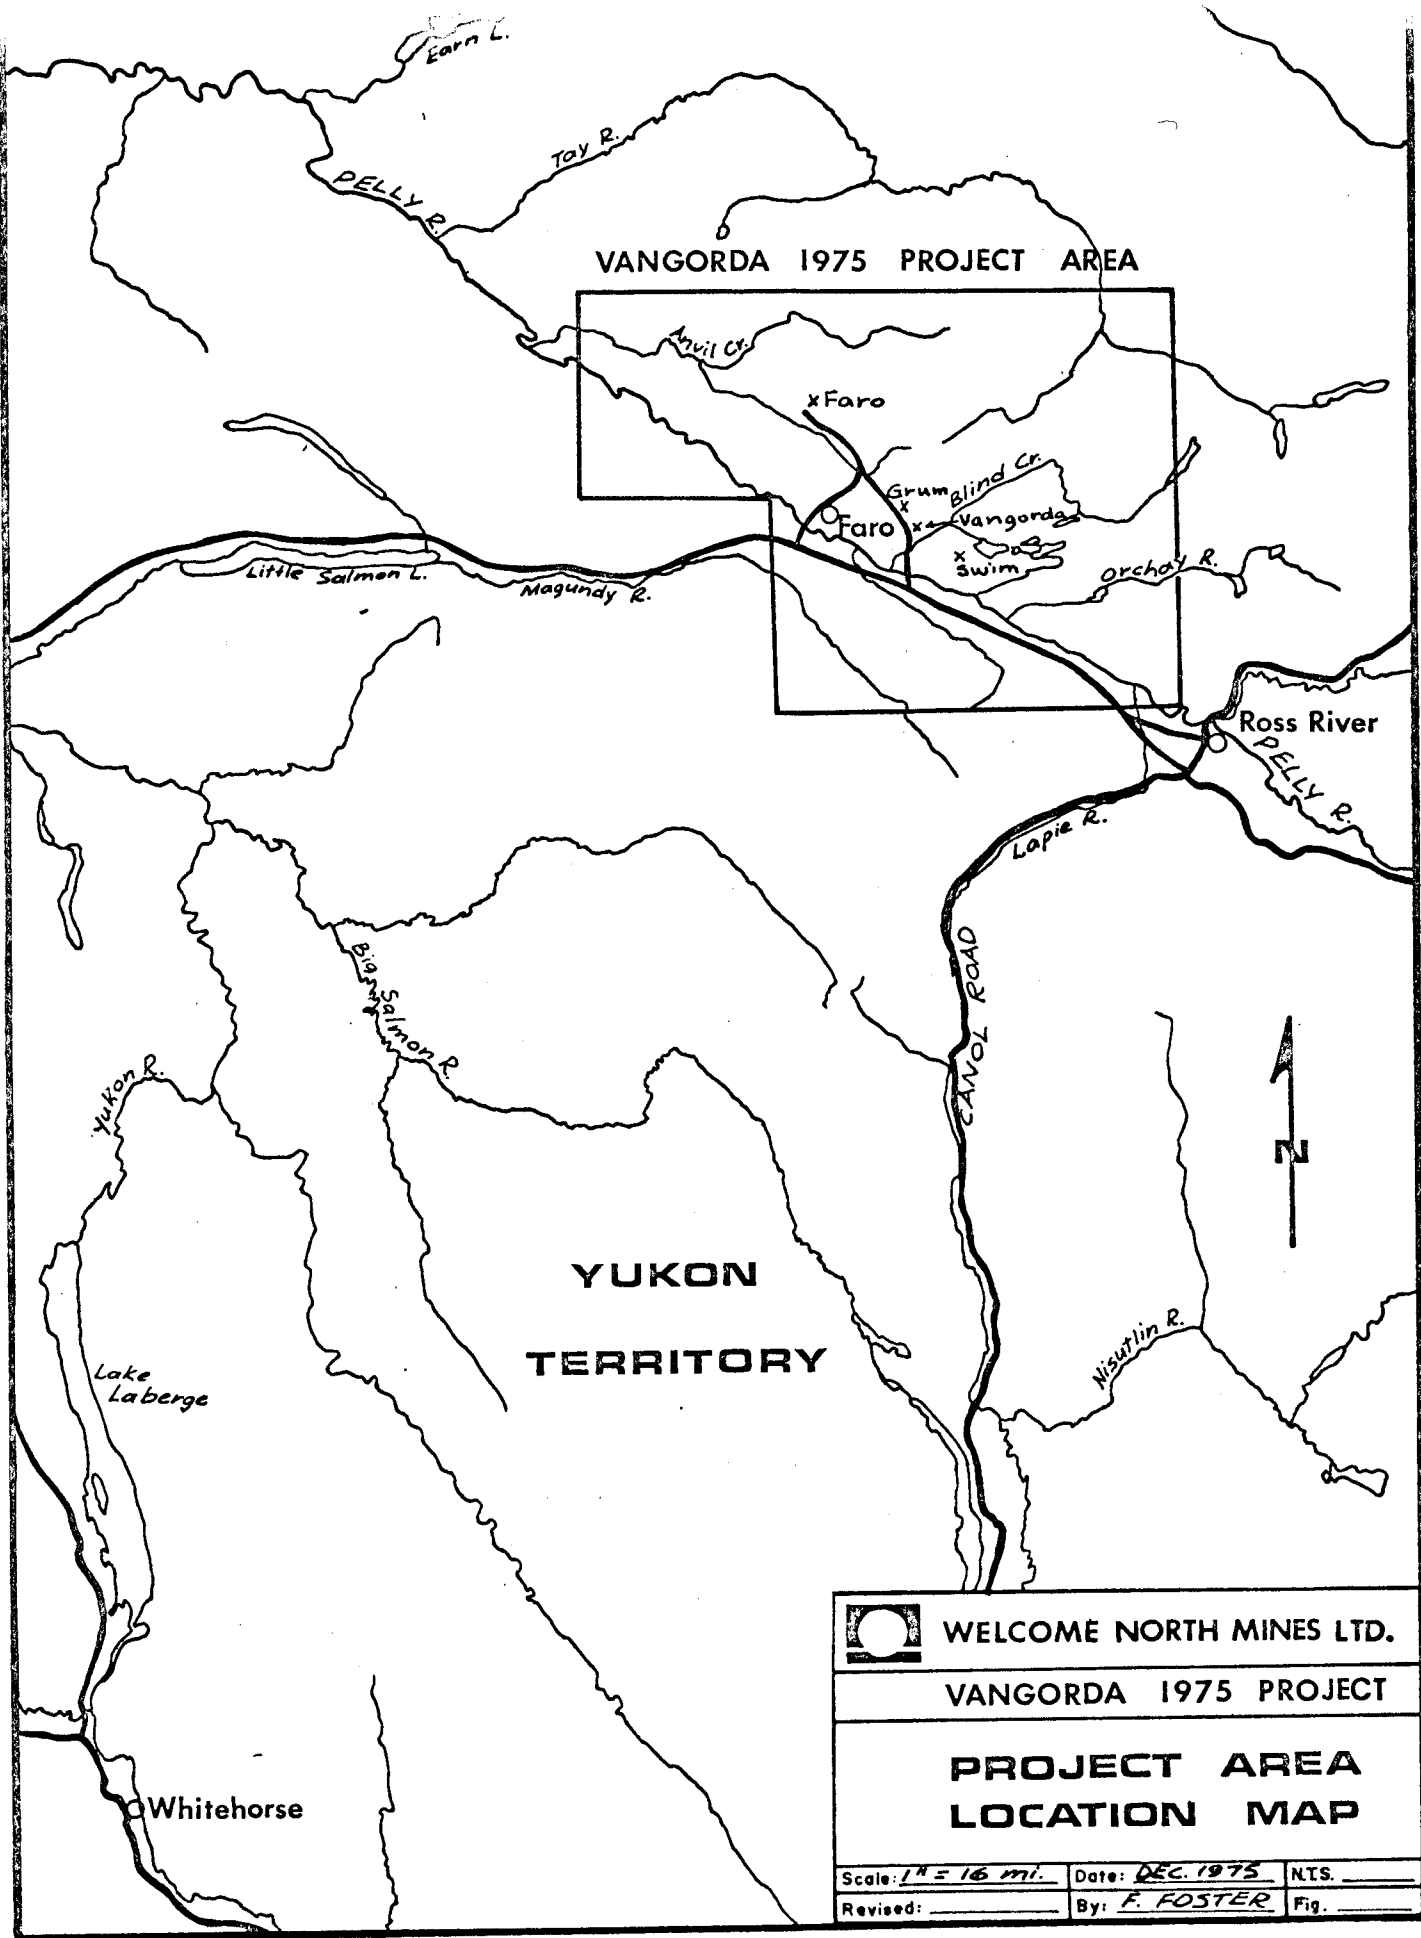 Earn L.
Tay R.
PELLY R.
VANGORDA 1975 PROJECT AREA
Anvil Cr.
xFaro
Grum
x
Blind Cr.
Faro
x
Vangorda
x
Swim
Orchay R.
Little Salmon L.
Magundy R.
Ross River
PELLY R.
Lapie R.
CANOL ROAD
Big
Salmon R.
Yukon R.
N
YUKON
TERRITORY
Nisutlin R.
Lake
Laberge
Whitehorse
WELCOME NORTH MINES LTD.
VANGORDA 1975 PROJECT
PROJECT AREA
LOCATION MAP
Scale: 1" = 16 mi. Date: DEC. 1975 N.T.S.
Revised: By: F. FOSTER Fig.